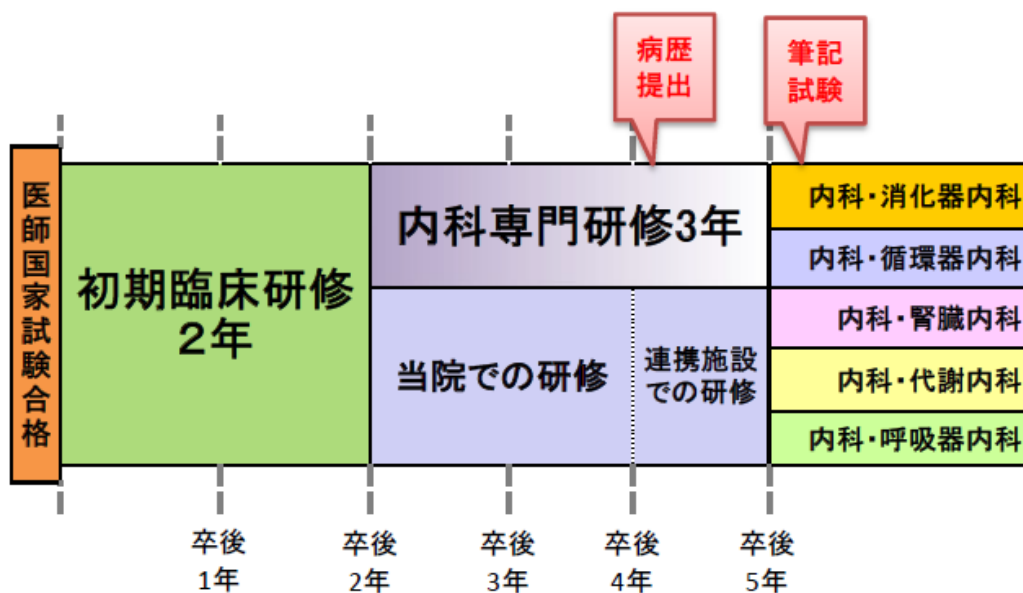 病歴
提出
筆記
試験
医師国家試験合格
初期臨床研修
２年
内科専門研修3年
当院での研修
連携施設
での研修
内科・消化器内科
内科・循環器内科
内科・腎臓内科
内科・代謝内科
内科・呼吸器内科
卒後
1年
卒後
2年
卒後
3年
卒後
4年
卒後
5年